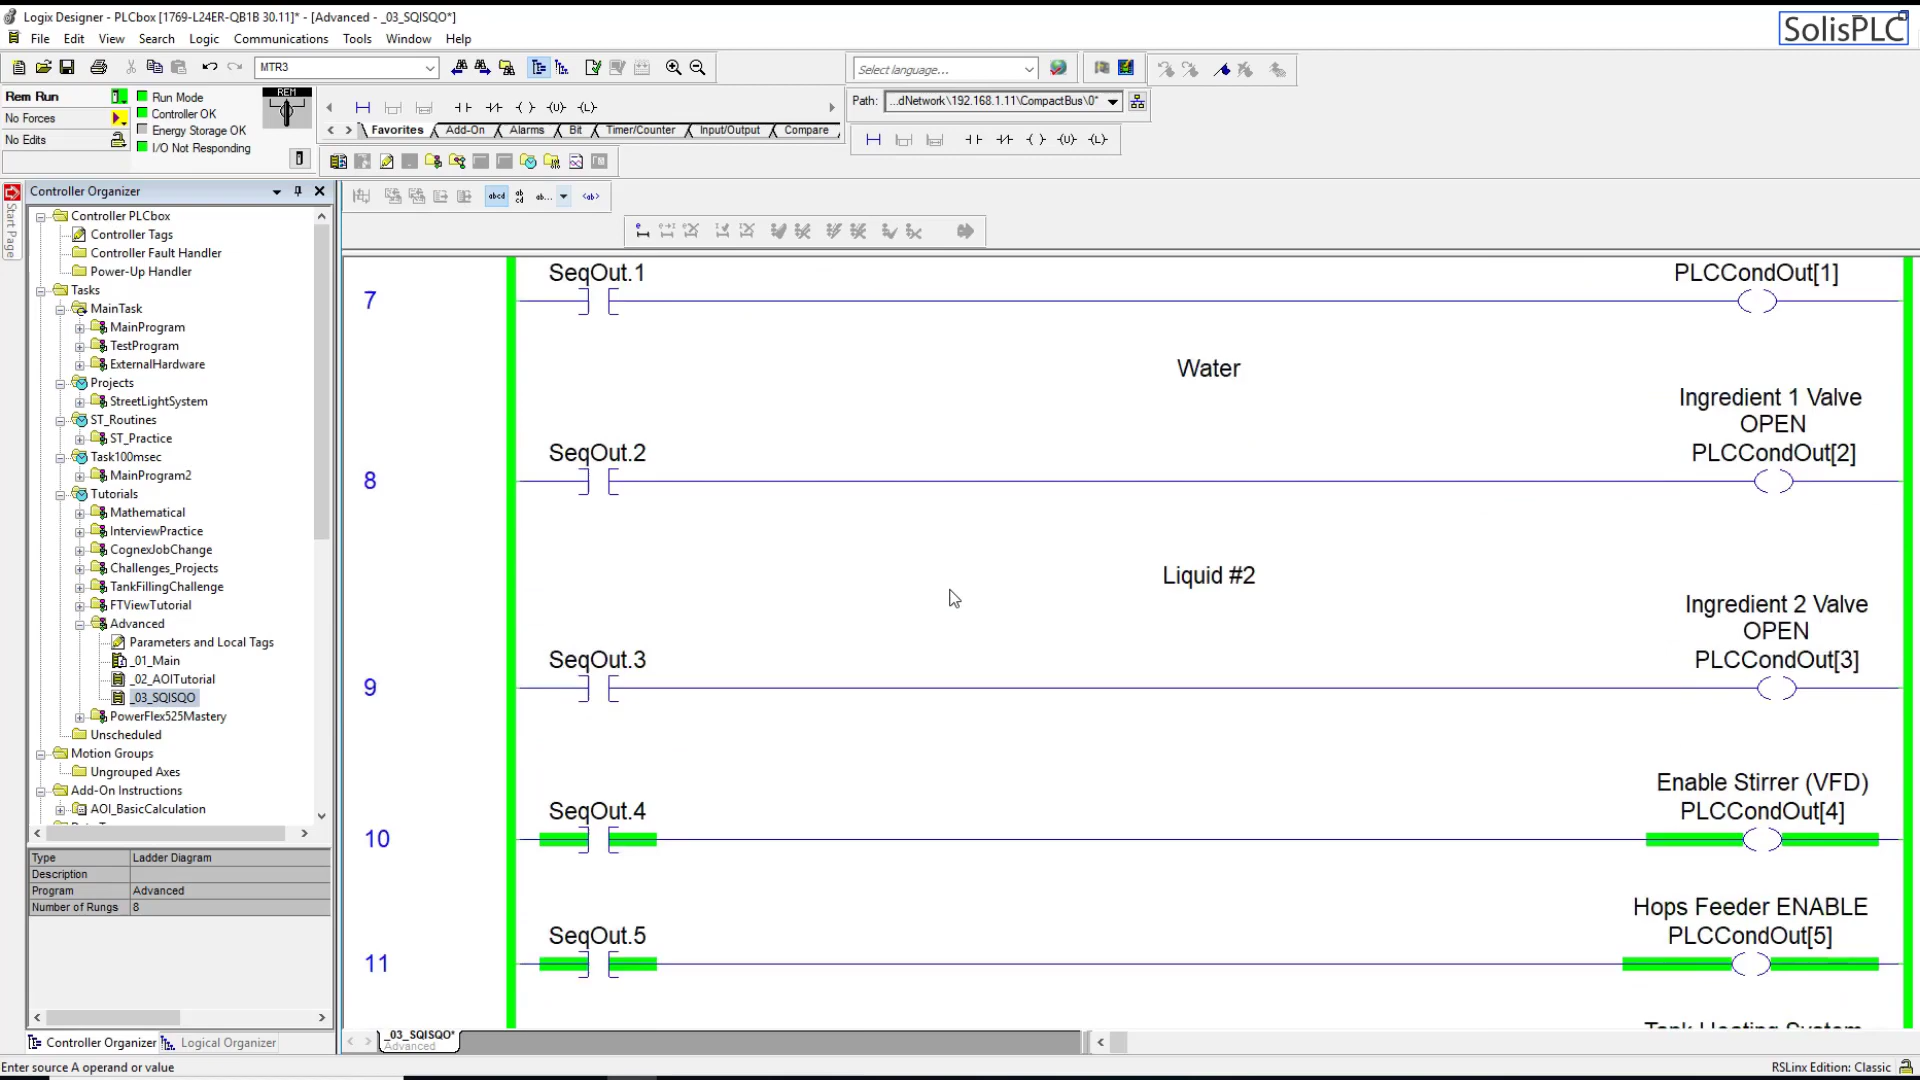 Logix Designer - PLCbox [1769-L24ER-QB1B 30.11]* - [Advanced - _03_SQISQO*]
SolisPLC
File Edit View Search Logic Communications Tools Window Help
MTR3
Select language...
Rem Run
No Forces
No Edits
Run Mode
Controller OK
Energy Storage OK
I/O Not Responding
REM
Path: ...dNetwork\192.168.1.11\CompactBus\0*
Favorites Add-On Alarms Bit Timer/Counter Input/Output Compare
Start Page
Controller Organizer
Controller PLCbox
Controller Tags
Controller Fault Handler
Power-Up Handler
Tasks
MainTask
MainProgram
TestProgram
ExternalHardware
Projects
StreetLightSystem
ST_Routines
ST_Practice
Task100msec
MainProgram2
Tutorials
Mathematical
InterviewPractice
CognexJobChange
Challenges_Projects
TankFillingChallenge
FTViewTutorial
Advanced
Parameters and Local Tags
_01_Main
_02_AOITutorial
_03_SQISQO
PowerFlex525Mastery
Unscheduled
Motion Groups
Ungrouped Axes
Add-On Instructions
AOI_BasicCalculation
Type Ladder Diagram
Description
Program Advanced
Number of Rungs 8
Controller Organizer Logical Organizer
7
SeqOut.1
PLCCondOut[1]
Water
Ingredient 1 Valve
OPEN
8
SeqOut.2
PLCCondOut[2]
Liquid #2
Ingredient 2 Valve
OPEN
9
SeqOut.3
PLCCondOut[3]
Enable Stirrer (VFD)
10
SeqOut.4
PLCCondOut[4]
Hops Feeder ENABLE
11
SeqOut.5
PLCCondOut[5]
Tank Heating System
_03_SQISQO*
Advanced
Enter source A operand or value
RSLinx Edition: Classic